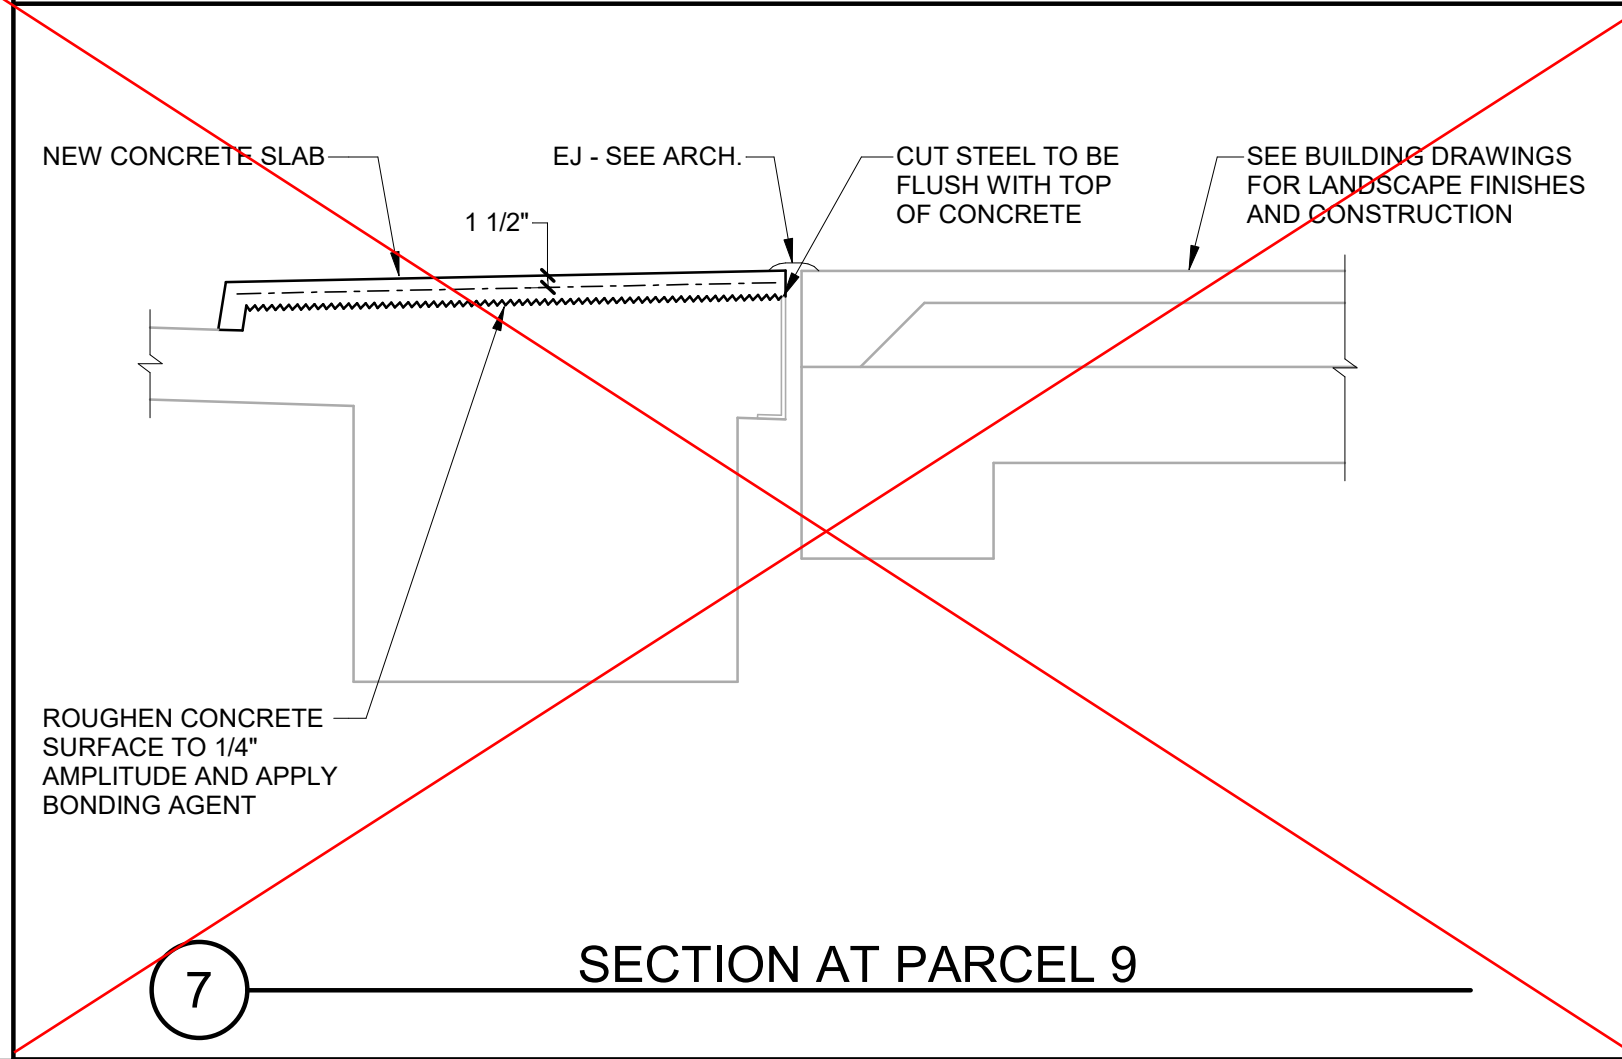 NEW CONCRETE SLAB
EJ - SEE ARCH.
CUT STEEL TO BE
FLUSH WITH TOP
OF CONCRETE
SEE BUILDING DRAWINGS
FOR LANDSCAPE FINISHES
AND CONSTRUCTION
1 1/2"
ROUGHEN CONCRETE
SURFACE TO 1/4"
AMPLITUDE AND APPLY
BONDING AGENT
7
SECTION AT PARCEL 9